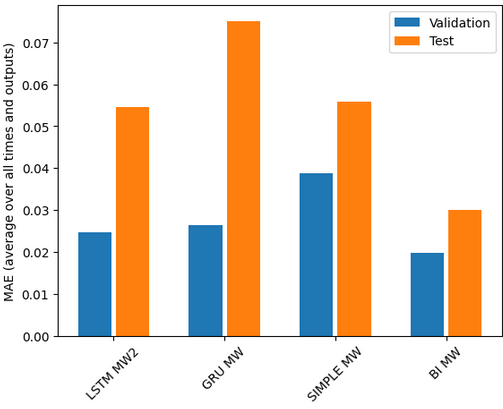 MAE (average over all times and outputs)
0.07
0.06
0.05
0.04
0.03
0.02
0.01
0.00
Validation
Test
LSTM MW2
GRU MW
SIMPLE MW
BI MW